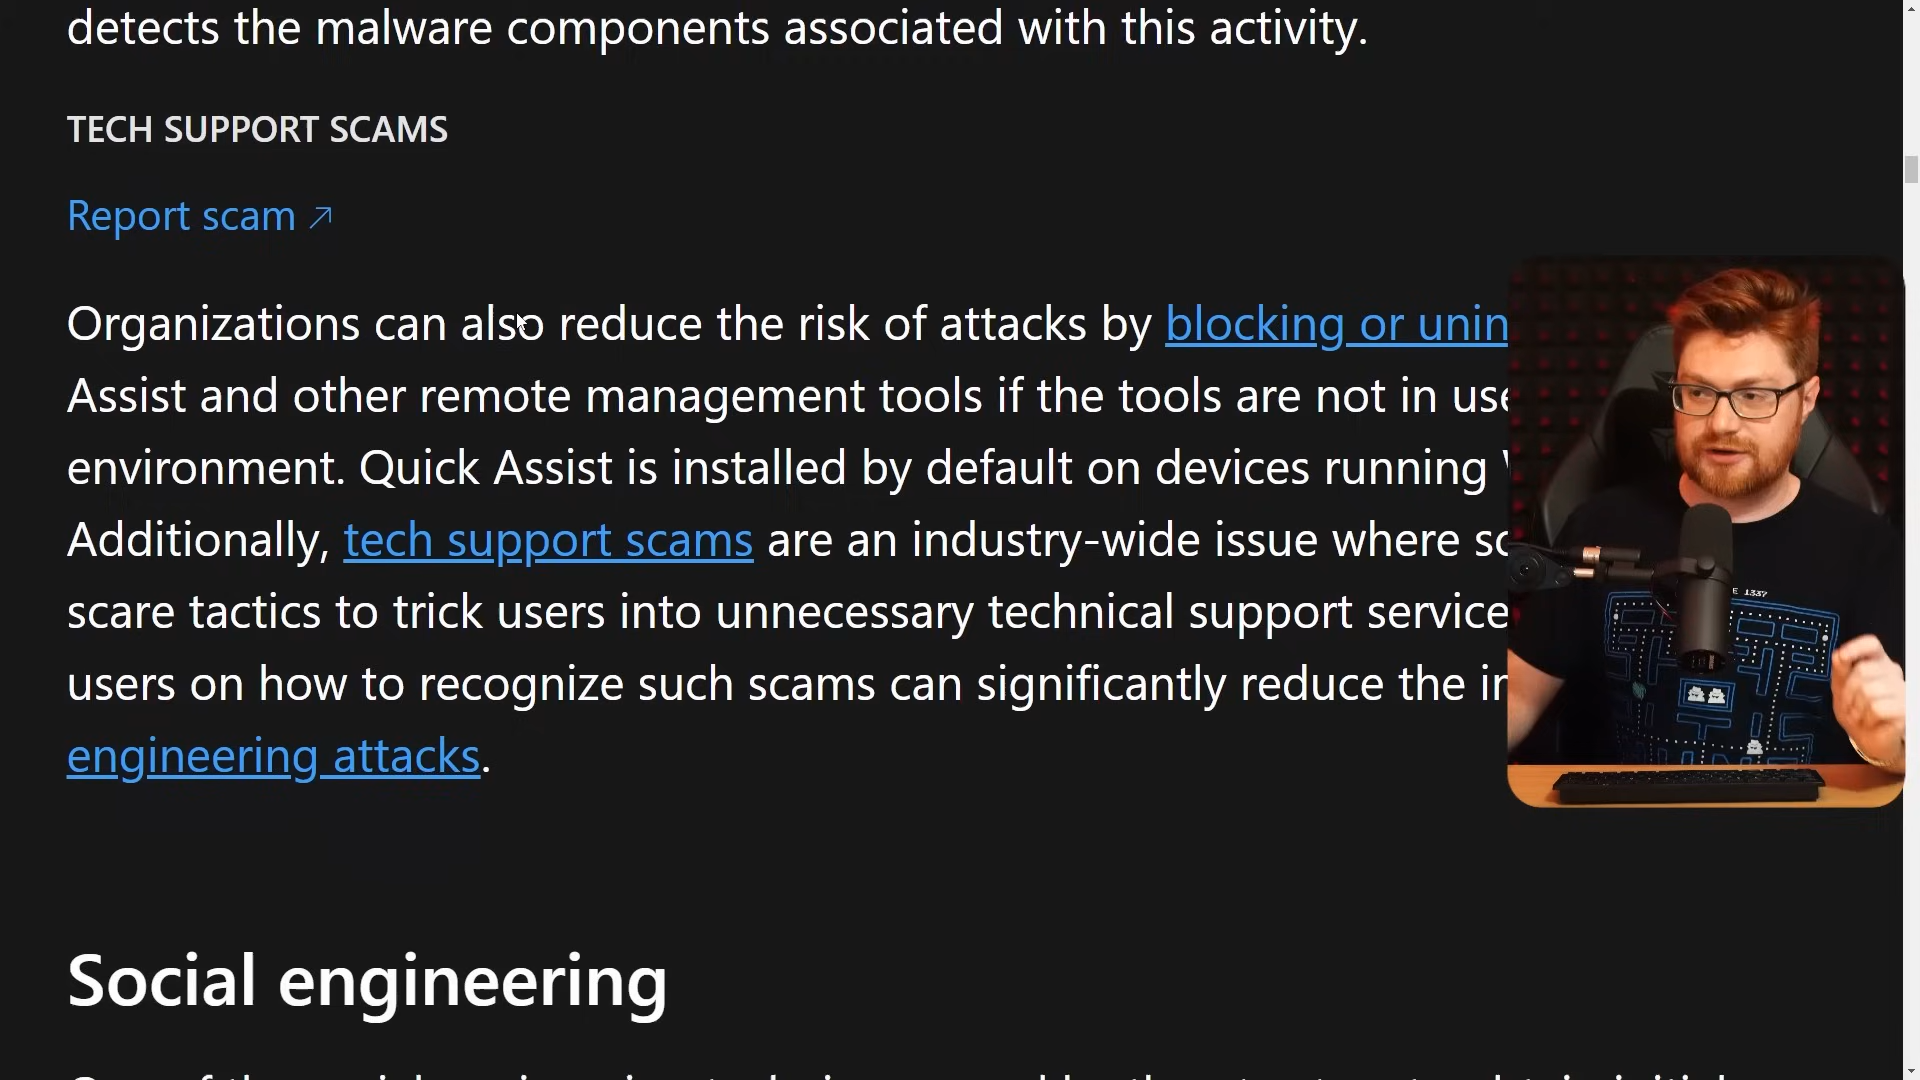 detects the malware components associated with this activity.
TECH SUPPORT SCAMS
Report scam
Organizations can also reduce the risk of attacks by blocking or
Assist and other remote management tools if the tools are not in
environment. Quick Assist is installed by default on devices running
Additionally, tech support scams are an industry-wide issue where
scare tactics to trick users into unnecessary technical support
users on how to recognize such scams can significantly reduce the
engineering attacks.
1337
Social engineering